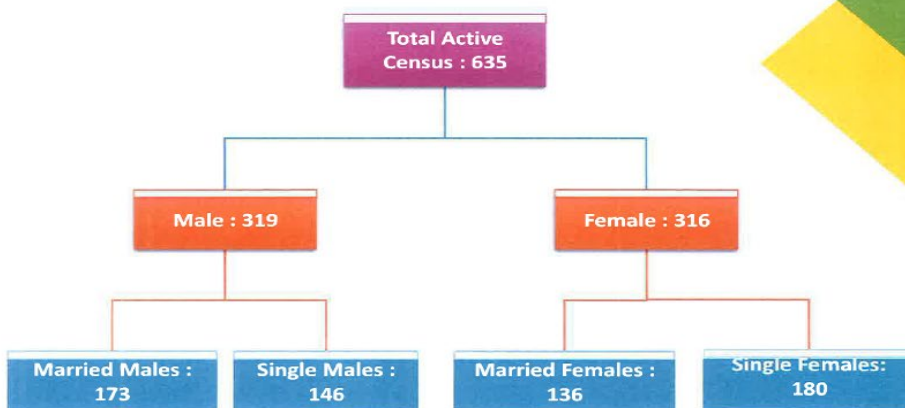 Total Active
Census : 635
Male : 319
Female : 316
Married Males :
173
Single Males :
146
Married Females :
136
Single Females:
180